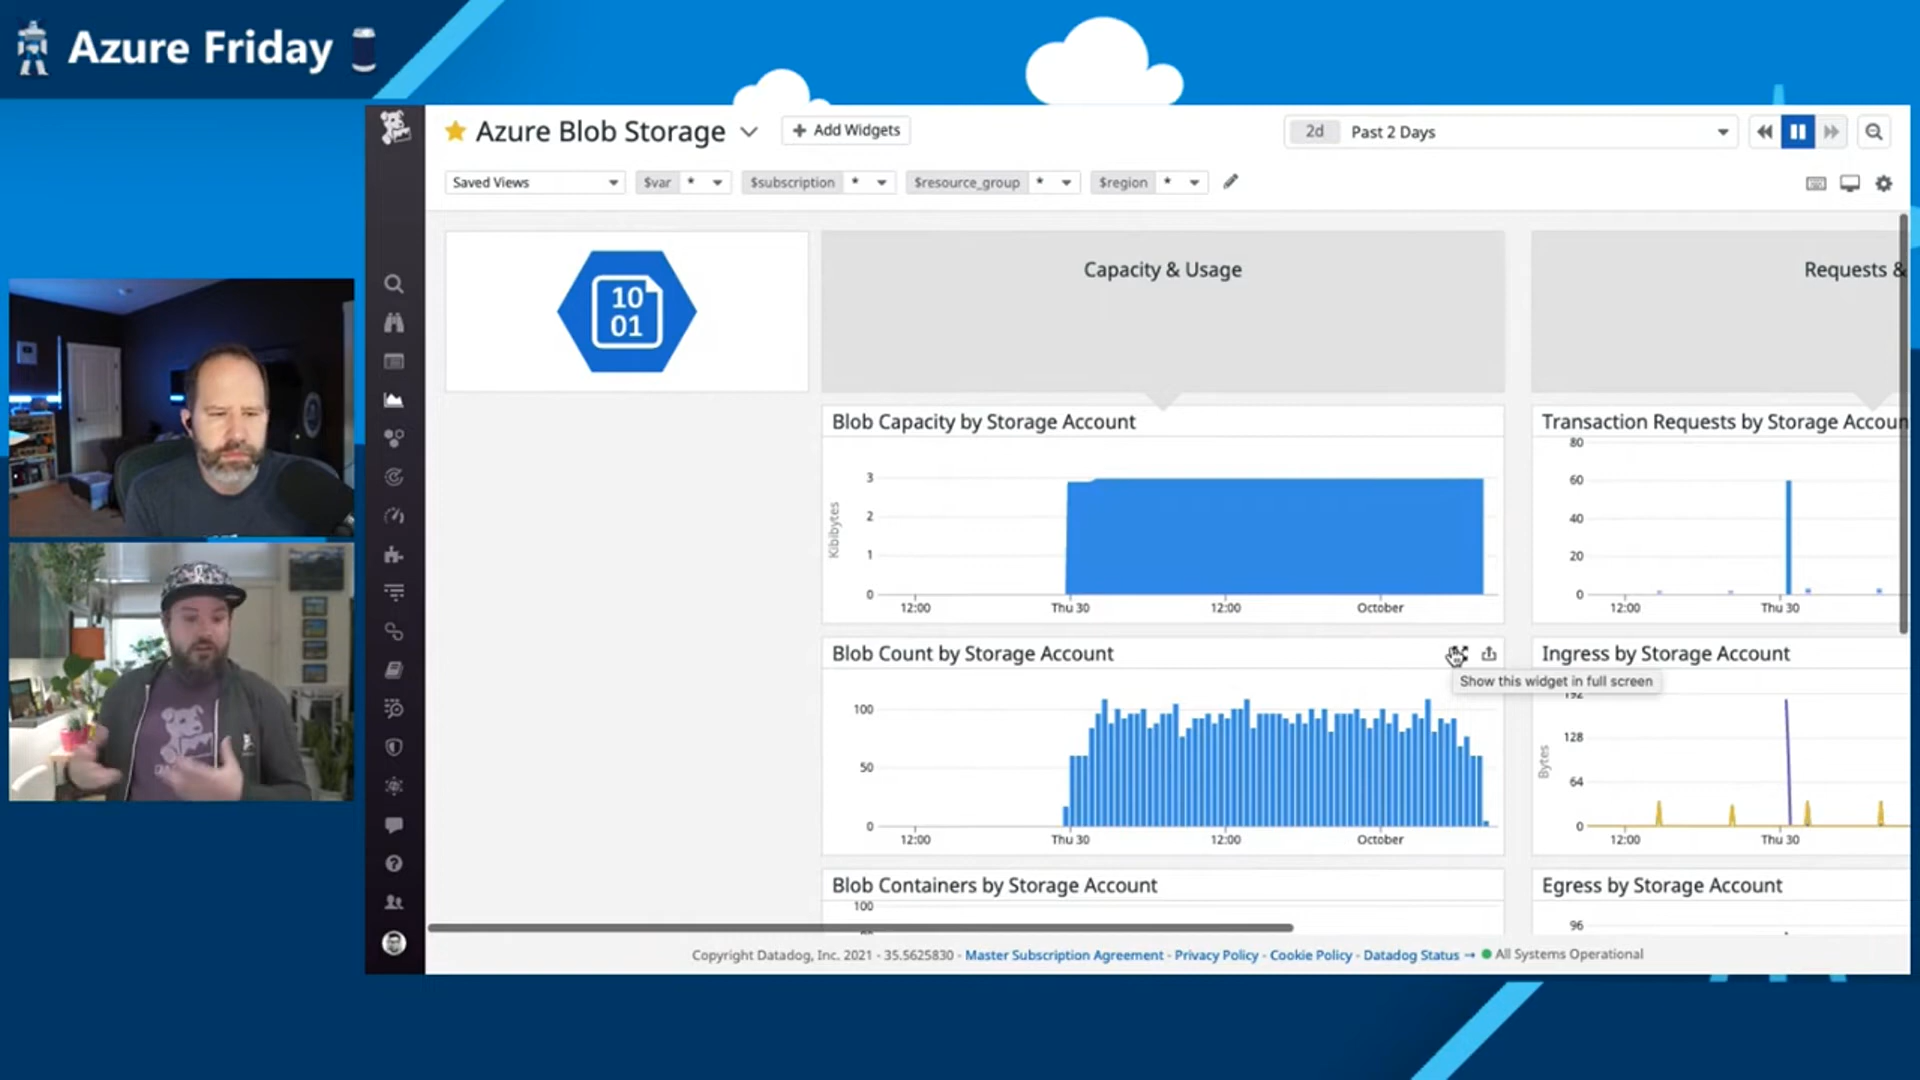 Azure Friday
Azure Blob Storage
+ Add Widgets
2d Past 2 Days
Saved Views
$var *
$subscription *
$resource_group *
$region *
10
01
Capacity & Usage
Requests &
Blob Capacity by Storage Account
Kibibytes
3
2
1
0
12:00 Thu 30 12:00 October
Transaction Requests by Storage Accoun
80
60
40
20
0
12:00 Thu 30
Blob Count by Storage Account
Show this widget in full screen
100
50
0
12:00 Thu 30 12:00 October
Ingress by Storage Account
Bytes
192
128
64
0
12:00 Thu 30
Blob Containers by Storage Account
100
Egress by Storage Account
96
Copyright Datadog, Inc. 2021 - 35.5625830 - Master Subscription Agreement - Privacy Policy - Cookie Policy - Datadog Status → All Systems Operational